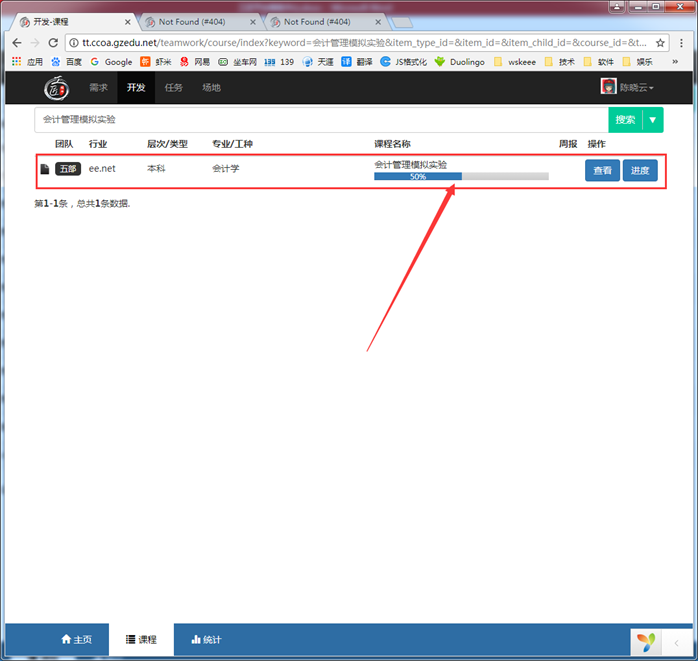 开发-课程
Not Found (#404)
Not Found (#404)
tt.ccoa.gzedu.net/teamwork/course/index?keyword=会计管理模拟实验&item_type_id=&item_id=&item_child_id=&course_id=&t...
应用 百度 Google 虾米 网易 坐车网 139 天涯 翻译 JS格式化 Duolingo wskeee 技术 软件 娱乐 »
需求 开发 任务 场地 陈晓云
会计管理模拟实验 搜索
团队 行业 层次/类型 专业/工种 课程名称 周报 操作
五部 ee.net 本科 会计学 会计管理模拟实验 查看 进度
50%
第1-1条，总共1条数据.
主页 课程 统计